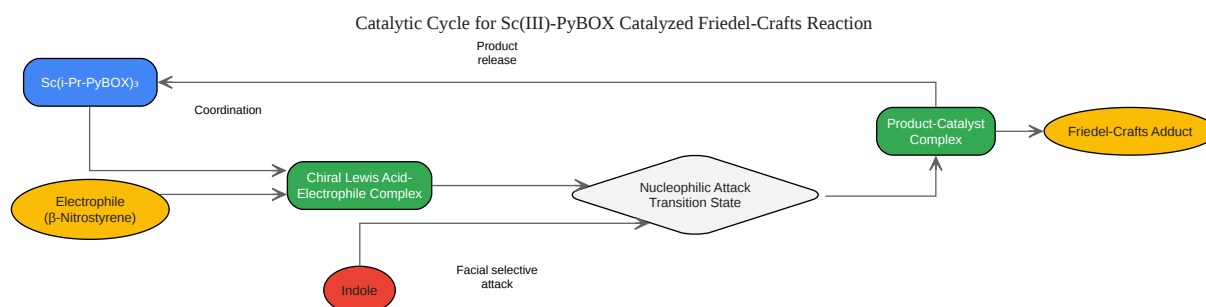 Catalytic Cycle for Sc(III)-PyBOX Catalyzed Friedel-Crafts Reaction
Product
release
Sc(i-Pr-PyBOX)₃
Coordination
Product-Catalyst
Complex
Friedel-Crafts Adduct
Chiral Lewis Acid-
Electrophile Complex
Nucleophilic Attack
Transition State
Electrophile
(β-Nitrostyrene)
Facial selective
attack
Indole